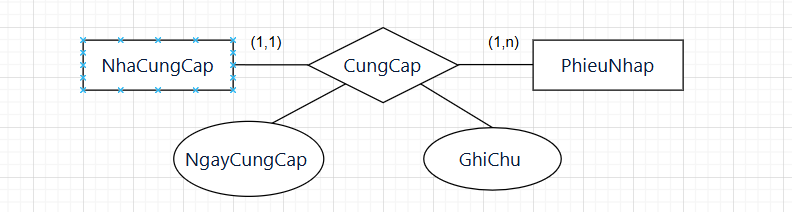 (1,1)
(1,n)
NhaCungCap
CungCap
PhieuNhap
NgayCungCap
GhiChu